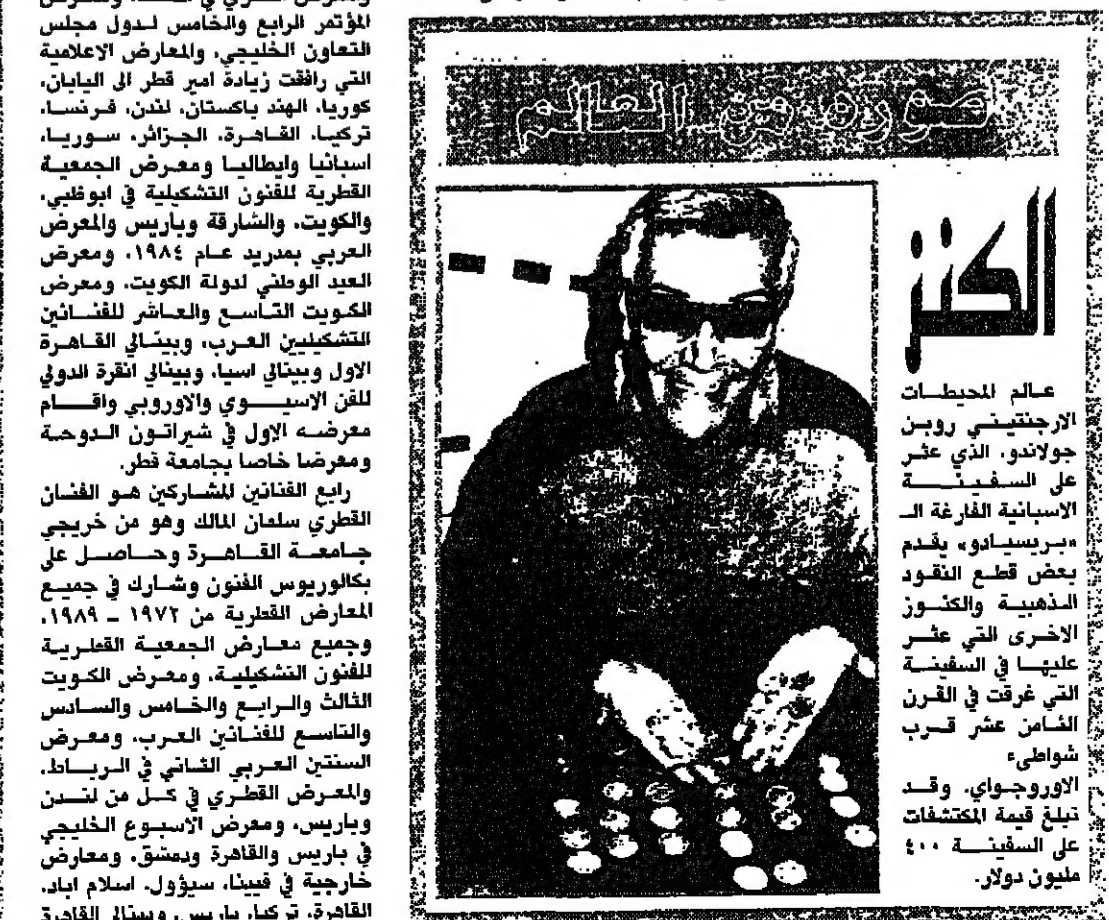 صورة من العالم
الكنز
عالم المحيطات
الارجنتيني روبن
جولاندو، الذي عثر
على السفينة
الاسبانية الفارغة الـ
«بريسيادو» يقدم
بعض قطع النقود
الذهبية والكنوز
الاخرى التي عثر
عليها في السفينة
التي غرقت في القرن
الثامن عشر قرب
شواطىء
الاوروجواي. وقد
تبلغ قيمة المكتشفات
على السفينة ٤٠٠
مليون دولار.
المؤتمر الرابع والخامس لدول مجلس
التعاون الخليجي، والمعارض الاعلامية
التي رافقت زيادة امير قطر الى اليابان،
كوريا، الهند باكستان، لندن، فرنسا،
تركيا، القاهرة، الجزائر، سوريا،
اسبانيا وايطاليا ومعرض الجمعية
القطرية للفنون التشكيلية في ابوظبي،
والكويت، والشارقة وباريس والمعرض
العربي بمدريد عام ١٩٨٤، ومعرض
العيد الوطني لدولة الكويت، ومعرض
الكويت التاسع والعاشر للفنانين
التشكيليين العرب، وبينالي القاهرة
الاول وبينالي اسيا، وبينالي انقرة الدولي
للفن الاسيوي والاوروبي واقام
معرضه الاول في شيراتون الدوحة
ومعرضا خاصا بجامعة قطر.
رابع الفنانين المشاركين هو الفنان
القطري سلمان المالك وهو من خريجي
جامعة القاهرة وحاصل على
بكالوريوس الفنون وشارك في جميع
المعارض القطرية من ١٩٧٢ ــ ١٩٨٩،
وجميع معارض الجمعية القطرية
للفنون التشكيلية، ومعرض الكويت
الثالث والرابع والخامس والسادس
والتاسع للفنانين العرب، ومعرض
السنتين العربي الثاني في الرباط،
والمعرض القطري في كل من لندن
وباريس، ومعرض الاسبوع الخليجي
في باريس والقاهرة ودمشق، ومعارض
خارجية في فيينا، سيؤول، اسلام اباد،
القاهرة، تركيا، باريس، وبينالي القاهرة